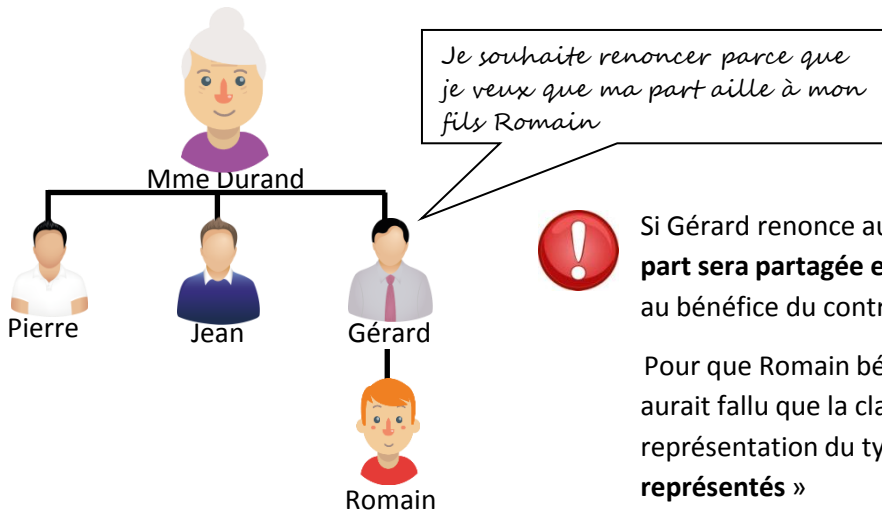 Je souhaite renoncer parce que
je veux que ma part aille à mon
fils Romain
Mme Durand
Pierre
Jean
Gérard
Romain
Si Gérard renonce au
part sera partagée e
au bénéfice du contr
Pour que Romain bé
aurait fallu que la cla
représentation du ty
représentés »